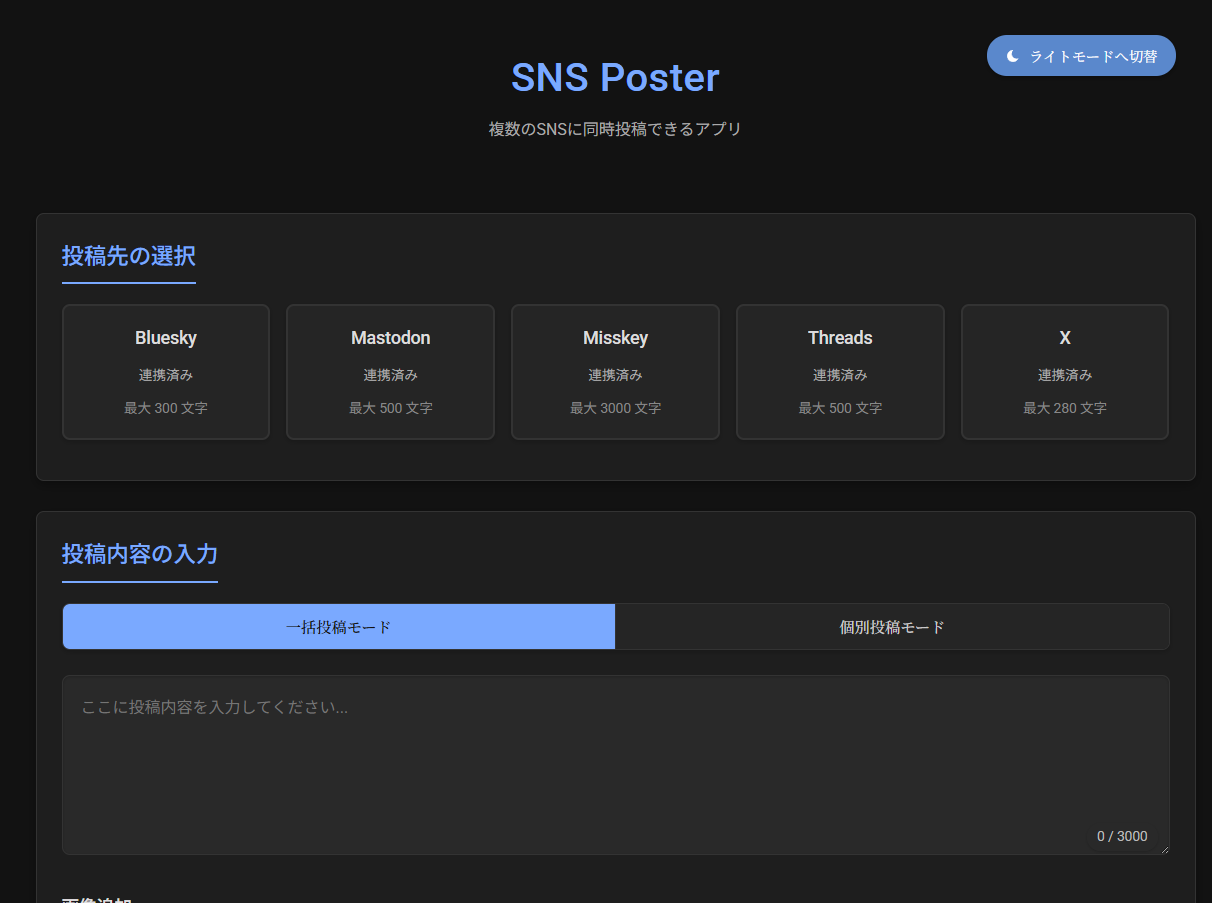 SNS Poster
ライトモードへ切替
複数のSNSに同時投稿できるアプリ
投稿先の選択
Bluesky
連携済み
最大 300 文字
Mastodon
連携済み
最大 500 文字
Misskey
連携済み
最大 3000 文字
Threads
連携済み
最大 500 文字
X
連携済み
最大 280 文字
投稿内容の入力
一括投稿モード
個別投稿モード
ここに投稿内容を入力してください...
0 / 3000
画像追加